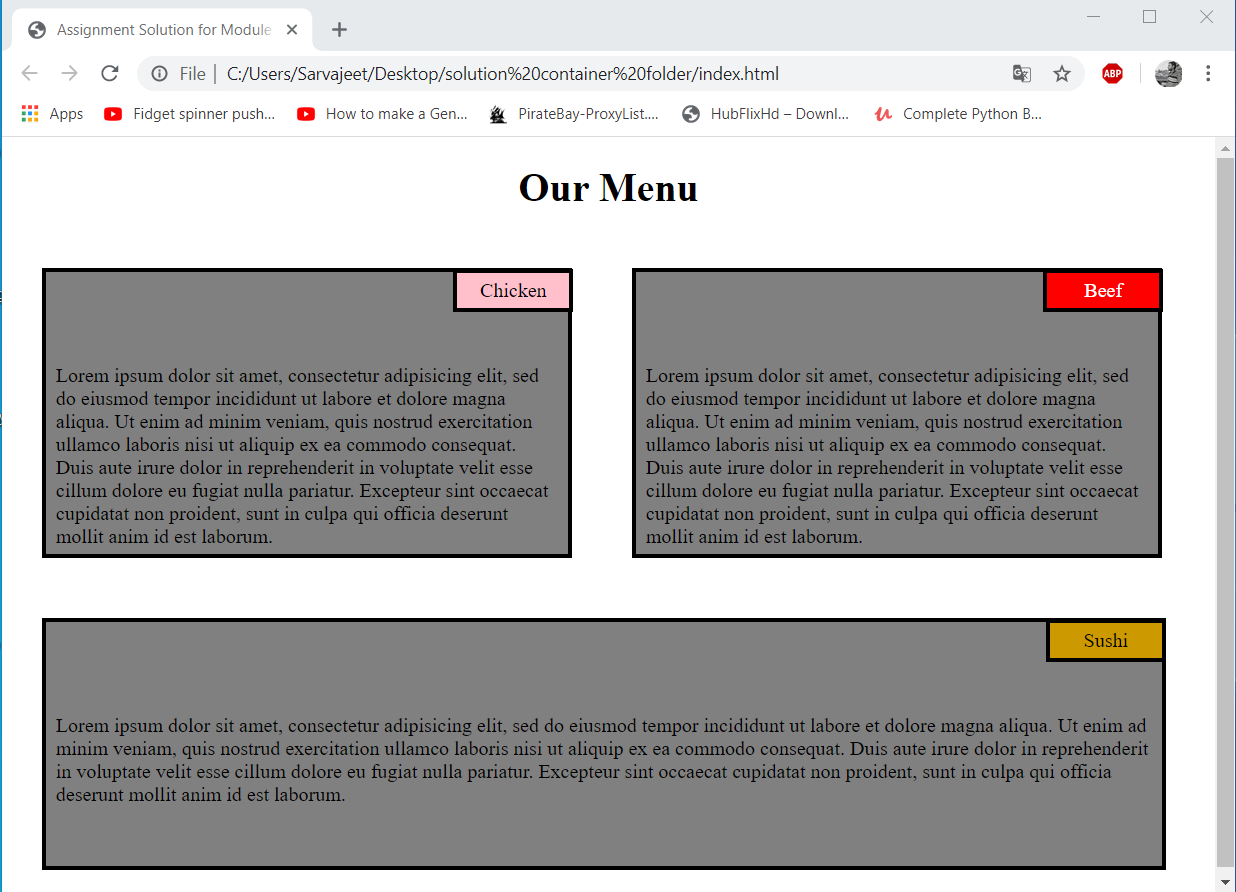 Assignment Solution for Module
File | C:/Users/Sarvajeet/Desktop/solution%20container%20folder/index.html
ABP
Apps
Fidget spinner push...
How to make a Gen...
PirateBay-ProxyList....
HubFlixHd – Downl...
Complete Python B...
Our Menu
Chicken
Lorem ipsum dolor sit amet, consectetur adipisicing elit, sed
do eiusmod tempor incididunt ut labore et dolore magna
aliqua. Ut enim ad minim veniam, quis nostrud exercitation
ullamco laboris nisi ut aliquip ex ea commodo consequat.
Duis aute irure dolor in reprehenderit in voluptate velit esse
cillum dolore eu fugiat nulla pariatur. Excepteur sint occaecat
cupidatat non proident, sunt in culpa qui officia deserunt
mollit anim id est laborum.
Beef
Lorem ipsum dolor sit amet, consectetur adipisicing elit, sed
do eiusmod tempor incididunt ut labore et dolore magna
aliqua. Ut enim ad minim veniam, quis nostrud exercitation
ullamco laboris nisi ut aliquip ex ea commodo consequat.
Duis aute irure dolor in reprehenderit in voluptate velit esse
cillum dolore eu fugiat nulla pariatur. Excepteur sint occaecat
cupidatat non proident, sunt in culpa qui officia deserunt
mollit anim id est laborum.
Sushi
Lorem ipsum dolor sit amet, consectetur adipisicing elit, sed do eiusmod tempor incididunt ut labore et dolore magna aliqua. Ut enim ad
minim veniam, quis nostrud exercitation ullamco laboris nisi ut aliquip ex ea commodo consequat. Duis aute irure dolor in reprehenderit
in voluptate velit esse cillum dolore eu fugiat nulla pariatur. Excepteur sint occaecat cupidatat non proident, sunt in culpa qui officia
deserunt mollit anim id est laborum.